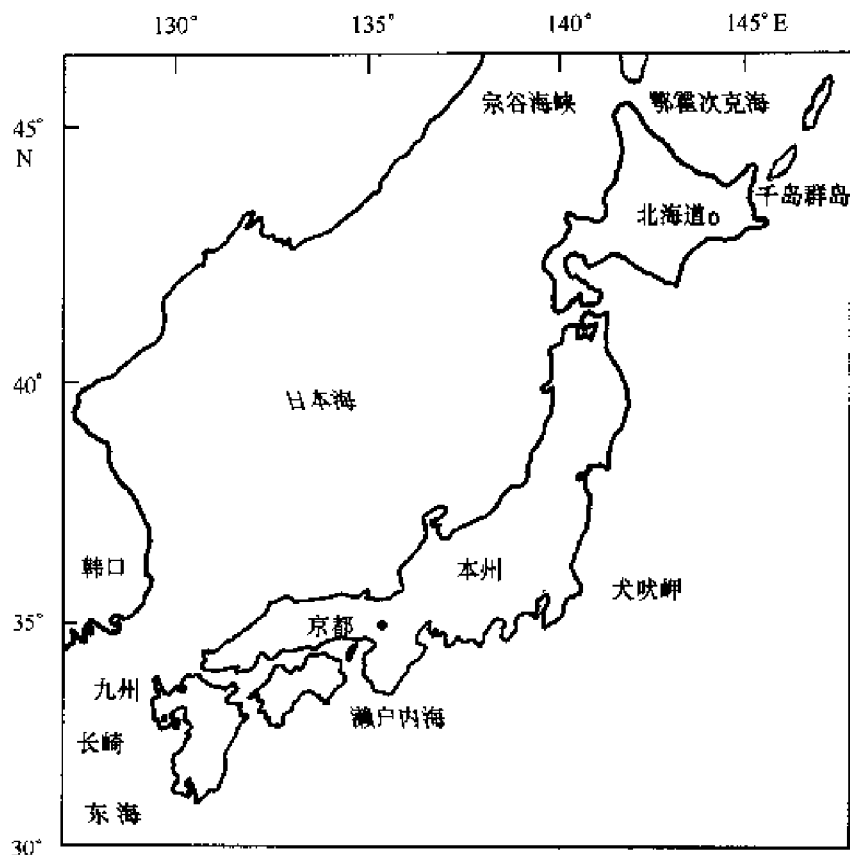 130° 135° 140° 145°E
宗谷海峡 鄂霍次克海
45°
N
千岛群岛
北海道
40°
日本海
韩口
本州
犬吠岬
35°
京都
九州
濑户内海
长崎
东海
30°